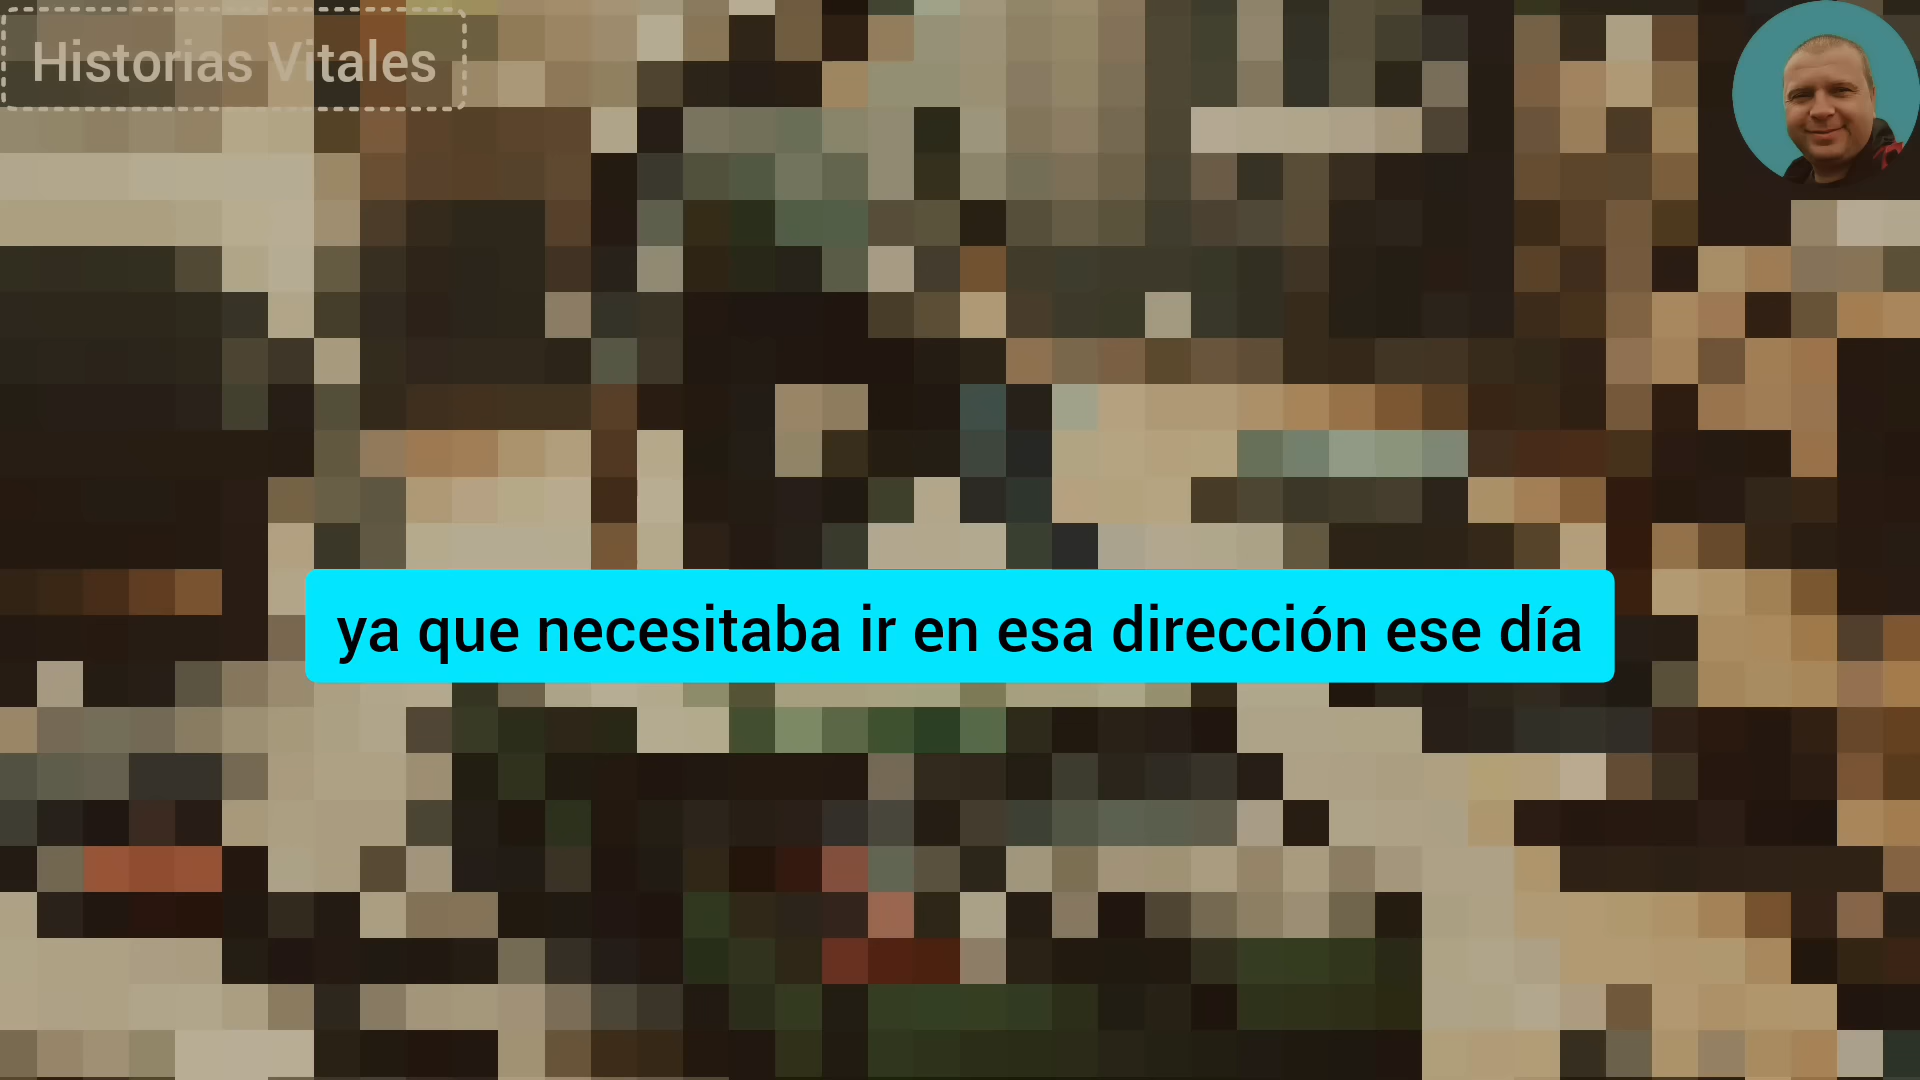 Historias Vitales
ya que necesitaba ir en esa dirección ese día